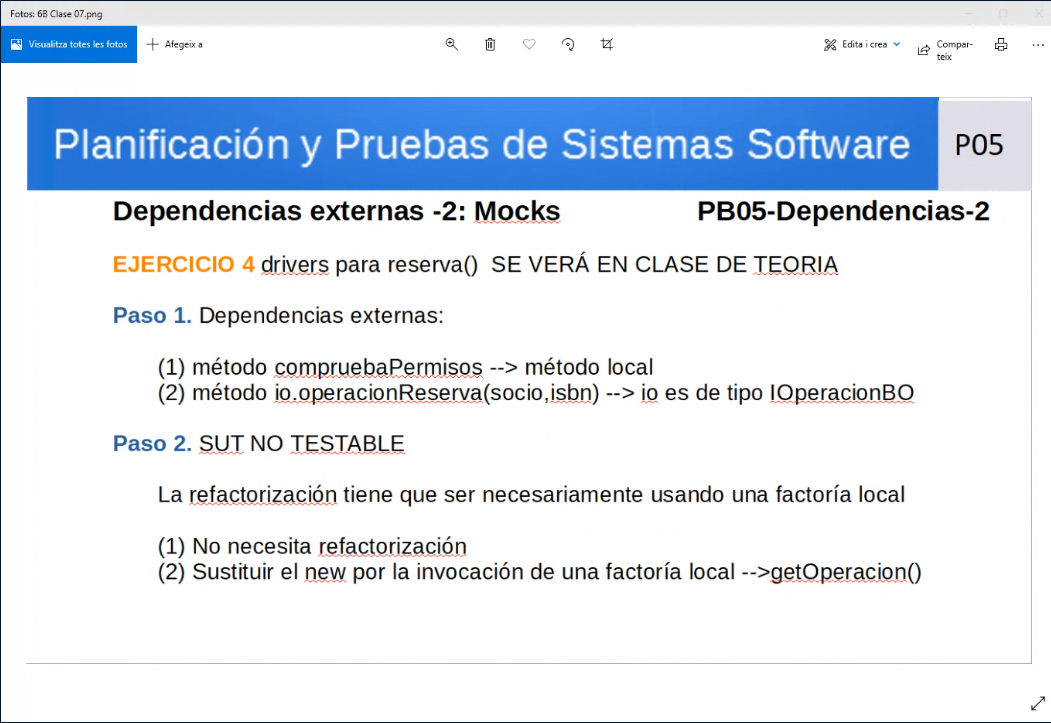 Fotos: 6B Clase 07.png
Visualitza totes les fotos
Afegeix a
Edita i crea
Compar-
teix
Planificación y Pruebas de Sistemas Software
P05
Dependencias externas -2: Mocks PB05-Dependencias-2
EJERCICIO 4 drivers para reserva() SE VERÁ EN CLASE DE TEORIA
Paso 1. Dependencias externas:
(1) método compruebaPermisos --> método local
(2) método io.operacionReserva(socio,isbn) --> io es de tipo IOperacionBO
Paso 2. SUT NO TESTABLE
La refactorización tiene que ser necesariamente usando una factoría local
(1) No necesita refactorización
(2) Sustituir el new por la invocación de una factoría local -->getOperacion()